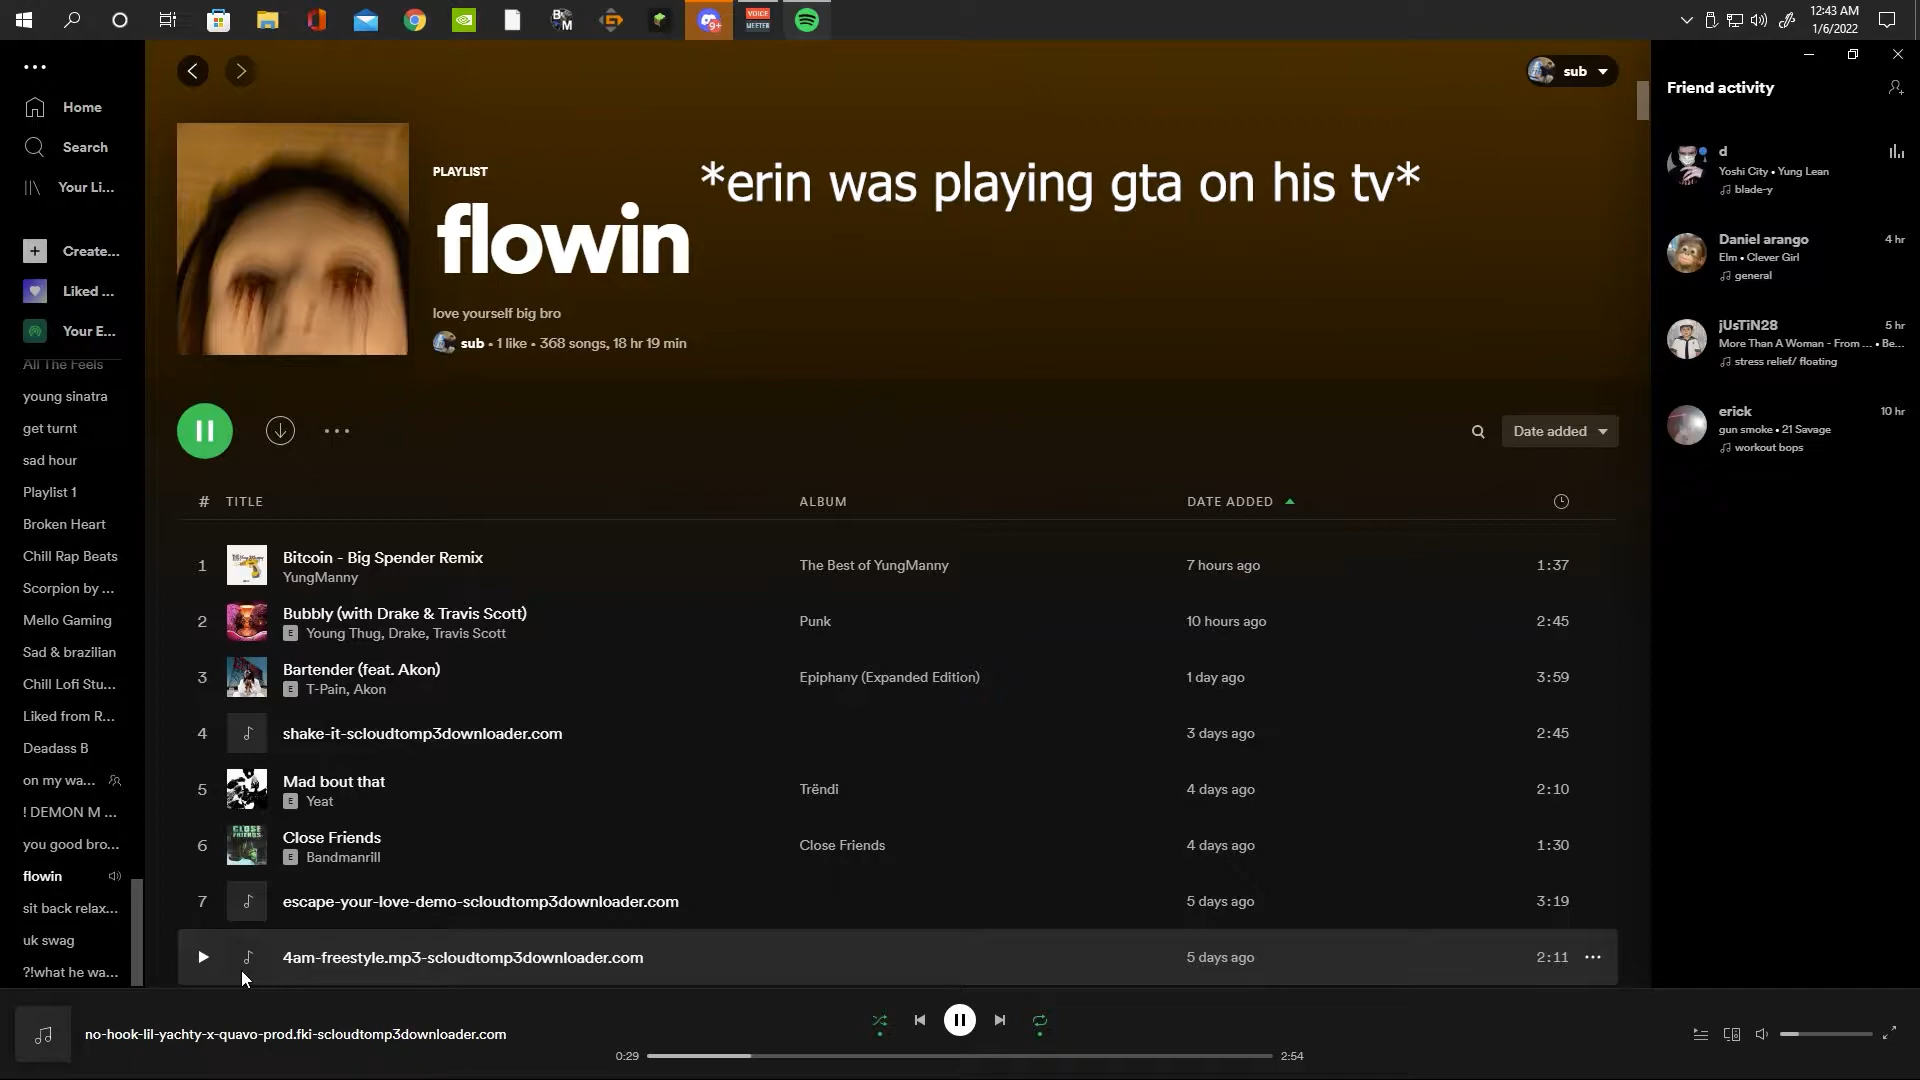 12:43 AM
1/6/2022
9+
VOICE
MEETER
Home
Search
Your Li...
Create...
Liked ...
Your E...
All The Feels
young sinatra
get turnt
sad hour
Playlist 1
Broken Heart
Chill Rap Beats
Scorpion by ...
Mello Gaming
Sad & brazilian
Chill Lofi Stu...
Liked from R...
Deadass B
on my wa...
! DEMON M ...
you good bro...
flowin
sit back relax...
uk swag
?!what he wa...
sub
PLAYLIST
*erin was playing gta on his tv*
flowin
love yourself big bro
sub • 1 like • 368 songs, 18 hr 19 min
Date added
# TITLE ALBUM DATE ADDED
1 Bitcoin - Big Spender Remix The Best of YungManny 7 hours ago 1:37
YungManny
2 Bubbly (with Drake & Travis Scott) Punk 10 hours ago 2:45
E Young Thug, Drake, Travis Scott
3 Bartender (feat. Akon) Epiphany (Expanded Edition) 1 day ago 3:59
E T-Pain, Akon
4 shake-it-scloudtomp3downloader.com 3 days ago 2:45
5 Mad bout that Trëndi 4 days ago 2:10
E Yeat
6 Close Friends Close Friends 4 days ago 1:30
E Bandmanrill
7 escape-your-love-demo-scloudtomp3downloader.com 5 days ago 3:19
4am-freestyle.mp3-scloudtomp3downloader.com 5 days ago 2:11
Friend activity
d
Yoshi City • Yung Lean
blade-y
Daniel arango 4 hr
Elm • Clever Girl
general
jUsTiN28 5 hr
More Than A Woman - From ... • Be...
stress relief/ floating
erick 10 hr
gun smoke • 21 Savage
workout bops
no-hook-lil-yachty-x-quavo-prod.fki-scloudtomp3downloader.com
0:29 2:54